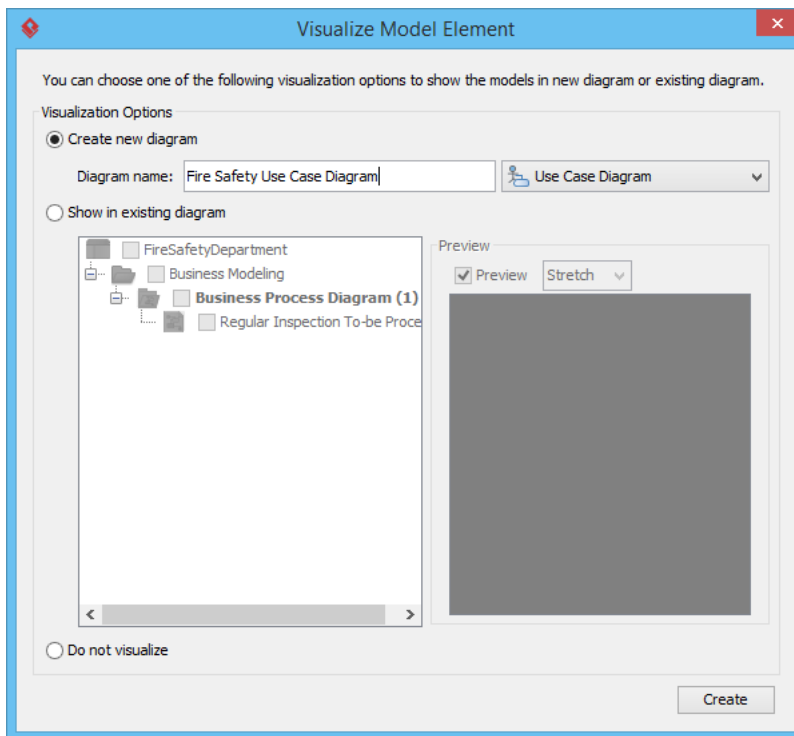 Visualize Model Element
You can choose one of the following visualization options to show the models in new diagram or existing diagram.
Visualization Options
Create new diagram
Diagram name: Fire Safety Use Case Diagram Use Case Diagram
Show in existing diagram
FireSafetyDepartment
Business Modeling
Business Process Diagram (1)
Regular Inspection To-be Proce
Preview
Preview Stretch
Do not visualize
Create